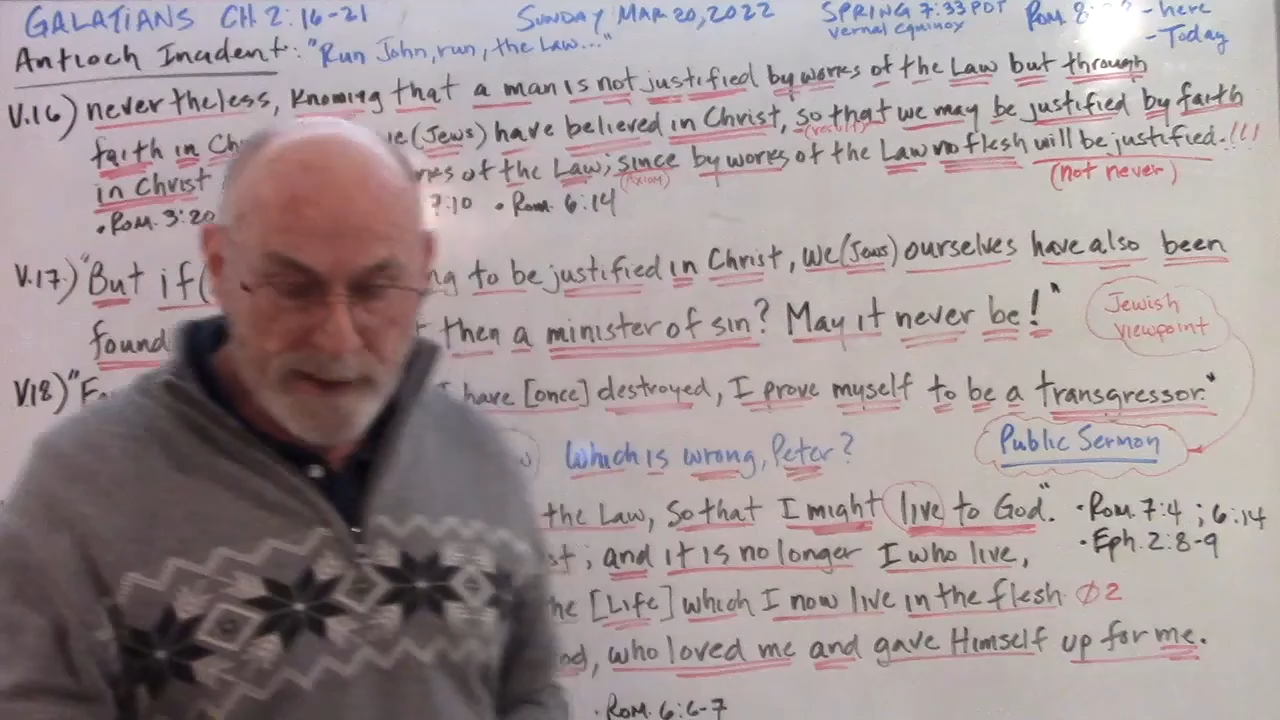 GALATIANS CH 2:16-21 SUNDAY MAR 20, 2022 SPRING 7:33 PDT Rom. 8: - here
Vernal Equinox - Today
Antioch Incident: "Run John, run, the Law..."
V.16) nevertheless, knowing that a man is not justified by works of the Law but through
faith in Ch (Jews) have believed in Christ, so that we may be justified by faith
(result)
in Christ of the Law; since by works of the Law no flesh will be justified.!!!
(Axiom) (not never)
• Rom. 3:20 7:10 • Rom. 6:14
V.17) "But if ( to be justified in Christ, we (Jews) ourselves have also been
found then a minister of sin? May it never be!"
Jewish
Viewpoint
V18) " I have [once] destroyed, I prove myself to be a transgressor."
Which is wrong, Peter? Public Sermon
the Law, so that I might live to God." • Rom. 7:4 ; 6:14
; and it is no longer I who live, • Eph. 2:8-9
[Life] which I now live in the flesh
, who loved me and gave Himself up for me.
• Rom. 6:6-7